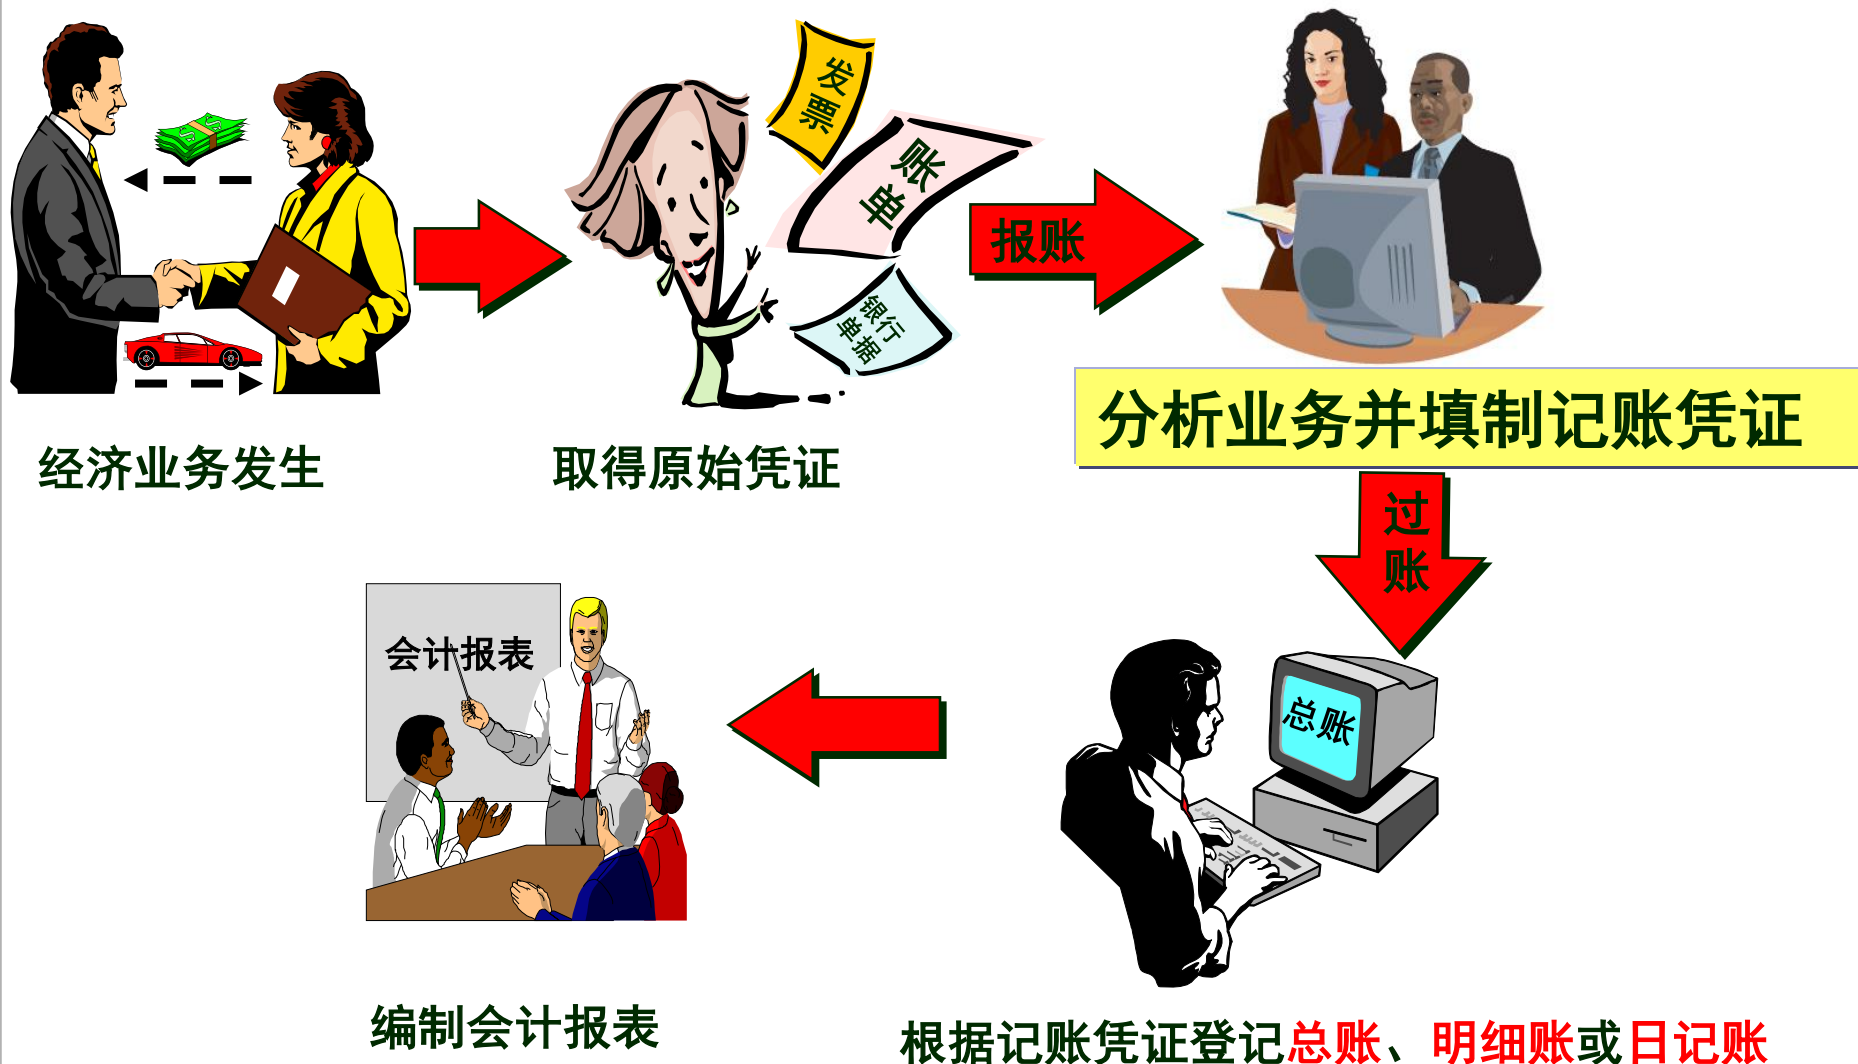 发票
账单
银行
单据
报账
经济业务发生
取得原始凭证
分析业务并填制记账凭证
过账
会计报表
总账
编制会计报表
根据记账凭证登记总账、明细账或日记账